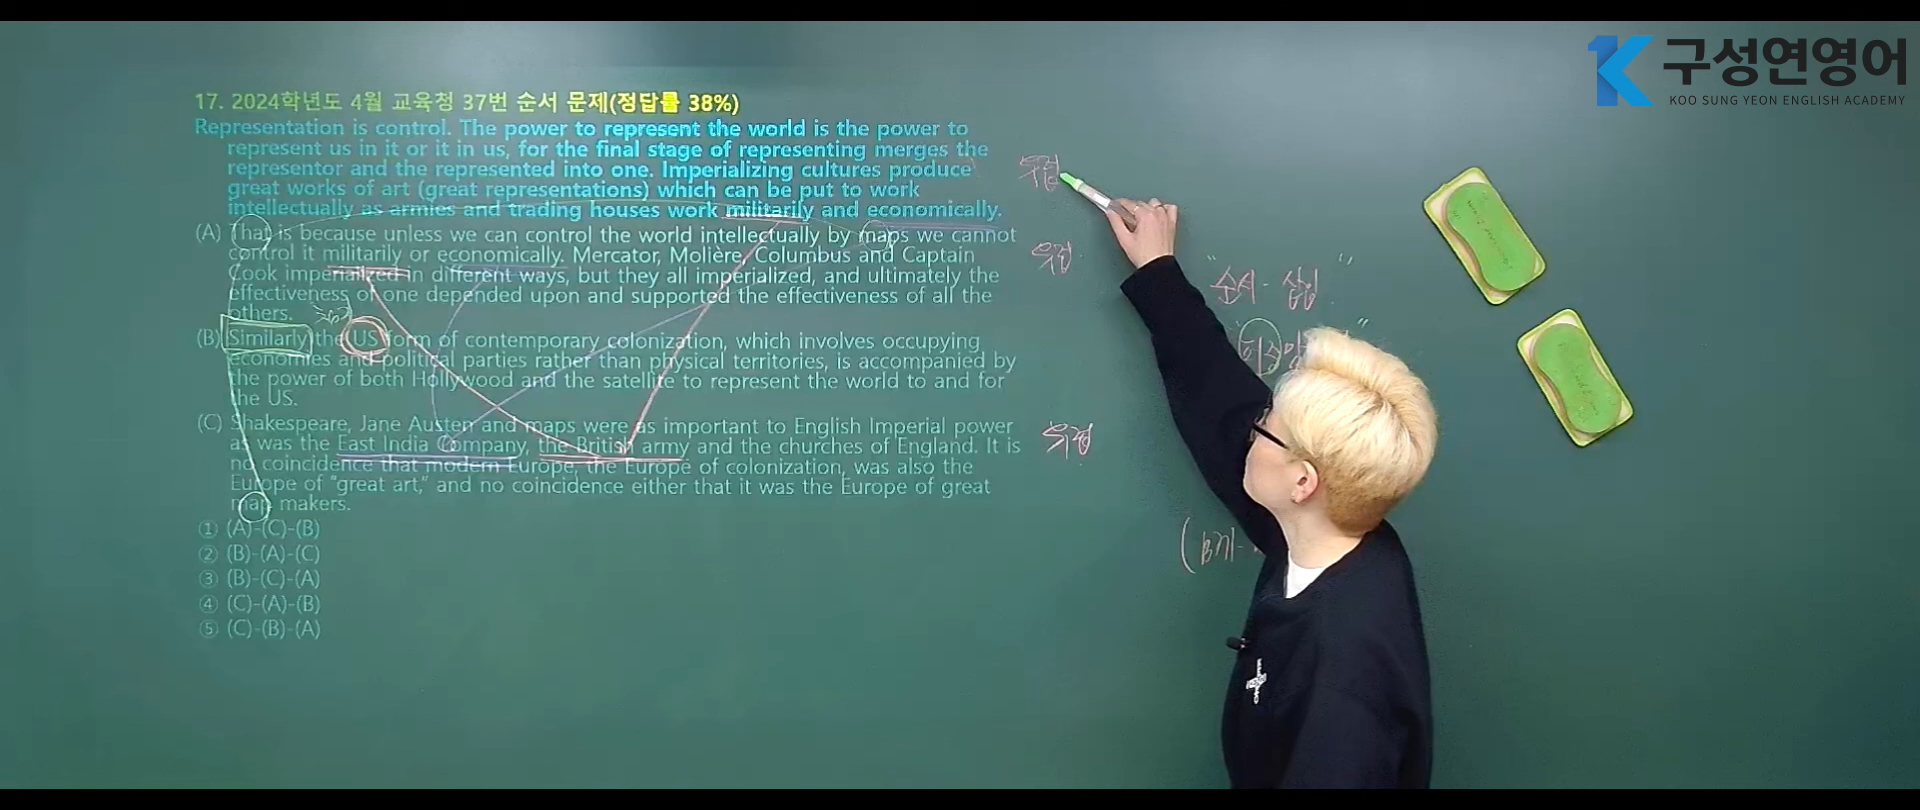 구성연영어
KOO SUNG YEON ENGLISH ACADEMY
17. 2024학년도 4월 교육청 37번 순서 문제(정답률 38%)
Representation is control. The power to represent the world is the power to
represent us in it or it in us, for the final stage of representing merges the
representor and the represented into one. Imperializing cultures produce
great works of art (great representations) which can be put to work
intellectually as armies and trading houses work militarily and economically.
(A) That is because unless we can control the world intellectually by maps we cannot
control it militarily or economically. Mercator, Molière, Columbus and Captain
Cook imperialized in different ways, but they all imperialized, and ultimately the
effectiveness of one depended upon and supported the effectiveness of all the
others.
(B) Similarly the US form of contemporary colonization, which involves occupying
economies and political parties rather than physical territories, is accompanied by
the power of both Hollywood and the satellite to represent the world to and for
the US.
(C) Shakespeare, Jane Austen and maps were as important to English Imperial power
as was the East India Company, the British army and the churches of England. It is
no coincidence that modern Europe, the Europe of colonization, was also the
Europe of "great art," and no coincidence either that it was the Europe of great
map makers.
① (A)-(C)-(B)
② (B)-(A)-(C)
③ (B)-(C)-(A)
④ (C)-(A)-(B)
⑤ (C)-(B)-(A)
"순서 - 삽입"